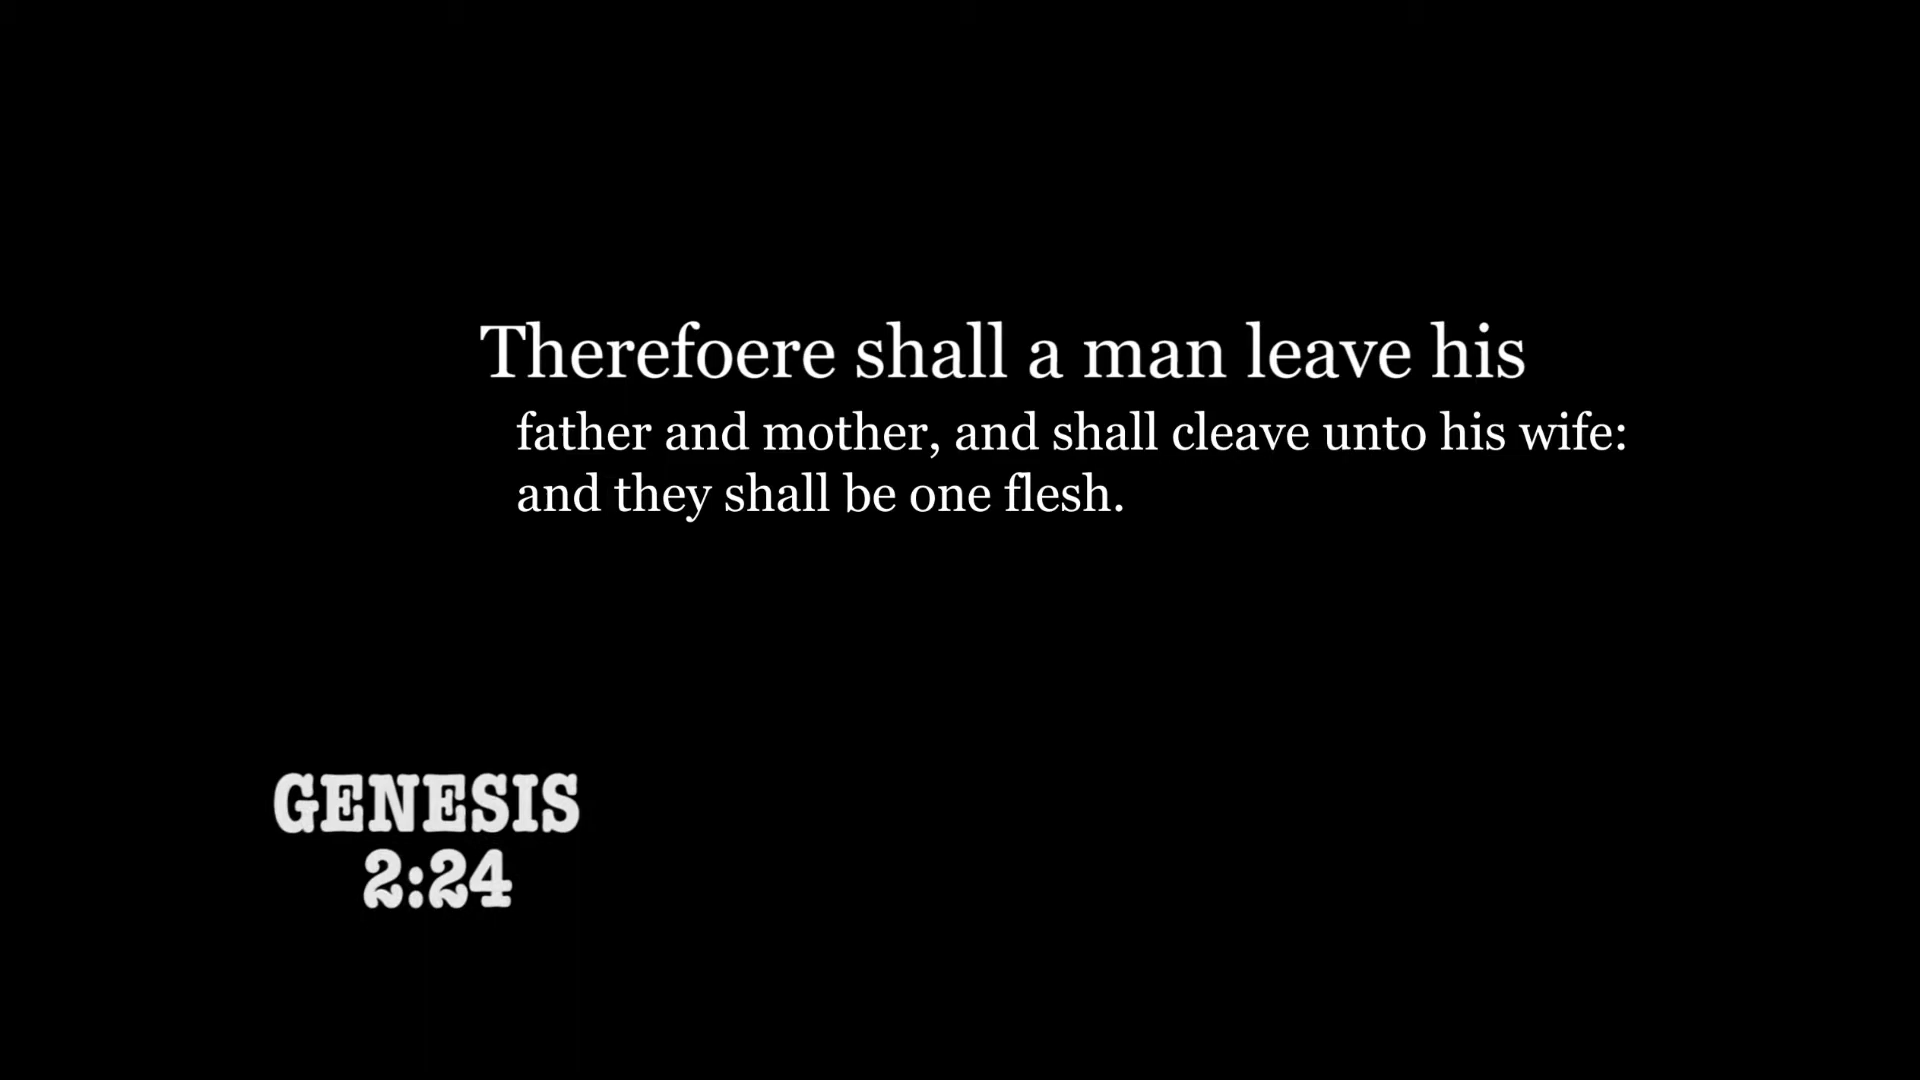 Therefoere shall a man leave his
father and mother, and shall cleave unto his wife:
and they shall be one flesh.
GENESIS
2:24